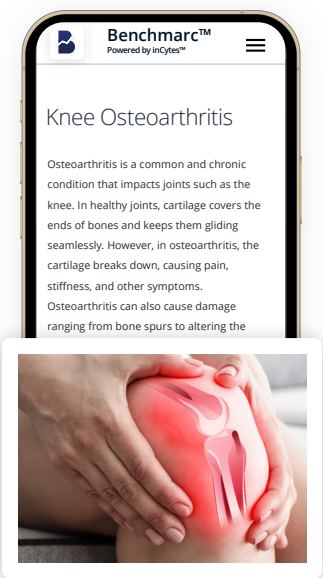 Benchmarc™
Powered by inCytes™
Knee Osteoarthritis
Osteoarthritis is a common and chronic
condition that impacts joints such as the
knee. In healthy joints, cartilage covers the
ends of bones and keeps them gliding
seamlessly. However, in osteoarthritis, the
cartilage breaks down, causing pain,
stiffness, and other symptoms.
Osteoarthritis can also cause damage
ranging from bone spurs to altering the